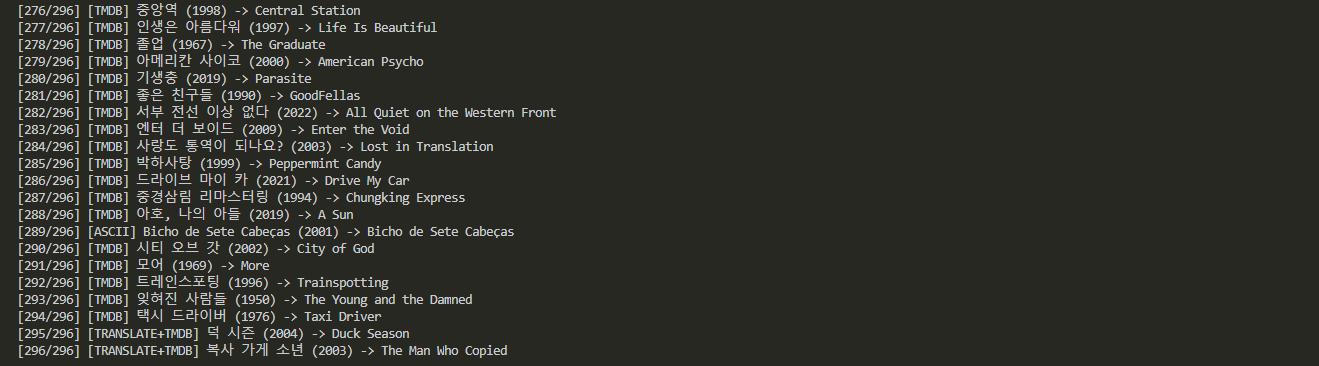 [276/296] [TMDB] 중앙역 (1998) -> Central Station
[277/296] [TMDB] 인생은 아름다워 (1997) -> Life Is Beautiful
[278/296] [TMDB] 졸업 (1967) -> The Graduate
[279/296] [TMDB] 아메리칸 사이코 (2000) -> American Psycho
[280/296] [TMDB] 기생충 (2019) -> Parasite
[281/296] [TMDB] 좋은 친구들 (1990) -> GoodFellas
[282/296] [TMDB] 서부 전선 이상 없다 (2022) -> All Quiet on the Western Front
[283/296] [TMDB] 엔터 더 보이드 (2009) -> Enter the Void
[284/296] [TMDB] 사랑도 통역이 되나요? (2003) -> Lost in Translation
[285/296] [TMDB] 박하사탕 (1999) -> Peppermint Candy
[286/296] [TMDB] 드라이브 마이 카 (2021) -> Drive My Car
[287/296] [TMDB] 중경삼림 리마스터링 (1994) -> Chungking Express
[288/296] [TMDB] 아호, 나의 아들 (2019) -> A Sun
[289/296] [ASCII] Bicho de Sete Cabeças (2001) -> Bicho de Sete Cabeças
[290/296] [TMDB] 시티 오브 갓 (2002) -> City of God
[291/296] [TMDB] 모어 (1969) -> More
[292/296] [TMDB] 트레인스포팅 (1996) -> Trainspotting
[293/296] [TMDB] 잊혀진 사람들 (1950) -> The Young and the Damned
[294/296] [TMDB] 택시 드라이버 (1976) -> Taxi Driver
[295/296] [TRANSLATE+TMDB] 덕 시즌 (2004) -> Duck Season
[296/296] [TRANSLATE+TMDB] 복사 가게 소년 (2003) -> The Man Who Copied